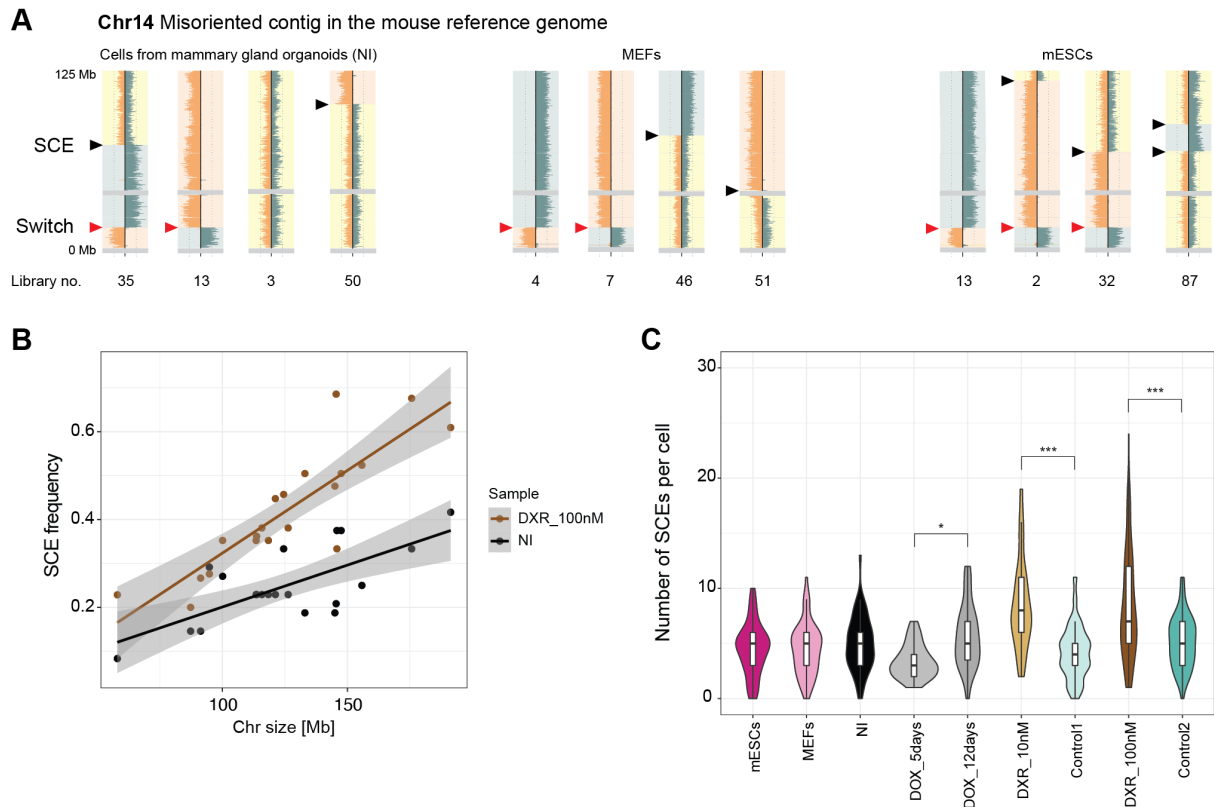 A
Chr14 Misoriented contig in the mouse reference genome
Cells from mammary gland organoids (NI)
MEFs
mESCs
125 Mb
SCE
Switch
0 Mb
Library no. 35 13 3 50 4 7 46 51 13 2 32 87
B
SCE frequency
0.6
0.4
0.2
100 150
Chr size [Mb]
Sample
DXR_100nM
NI
C
Number of SCEs per cell
30
20
10
0
*
***
***
mESCs
MEFs
NI
DOX_5days
DOX_12days
DXR_10nM
Control1
DXR_100nM
Control2